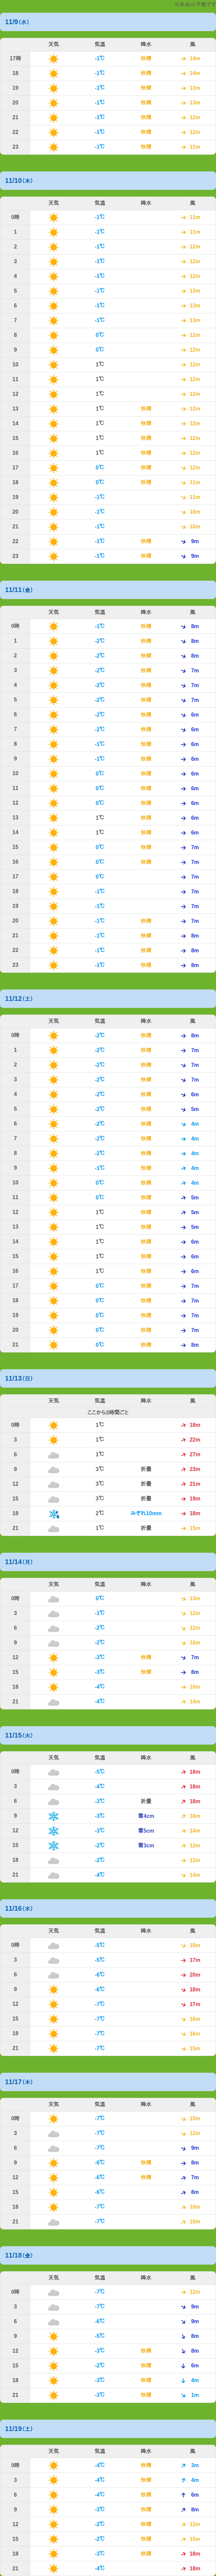 ※表示の予報です
11/9（水）
天気 気温 降水 風
17時 -1℃ 快晴 14m
18 -1℃ 快晴 14m
19 -1℃ 快晴 13m
20 -1℃ 快晴 15m
21 -1℃ 快晴 12m
22 -1℃ 快晴 12m
23 -1℃ 快晴 11m
11/10（木）
天気 気温 降水 風
0時 -1℃ 11m
1 -1℃ 11m
2 -1℃ 12m
3 -1℃ 12m
4 -1℃ 12m
5 -1℃ 13m
6 -1℃ 13m
7 -1℃ 13m
8 0℃ 12m
9 0℃ 12m
10 1℃ 12m
11 1℃ 12m
12 1℃ 12m
13 1℃ 快晴 12m
14 1℃ 快晴 12m
15 1℃ 快晴 12m
16 1℃ 快晴 12m
17 0℃ 快晴 12m
18 0℃ 快晴 11m
19 -1℃ 11m
20 -1℃ 10m
21 -1℃ 10m
22 -1℃ 快晴 9m
23 -1℃ 快晴 9m
11/11（金）
天気 気温 降水 風
0時 -1℃ 快晴 8m
1 -2℃ 快晴 8m
2 -2℃ 快晴 8m
3 -2℃ 快晴 7m
4 -2℃ 快晴 7m
5 -2℃ 快晴 7m
6 -2℃ 快晴 6m
7 -2℃ 快晴 6m
8 -1℃ 快晴 6m
9 -1℃ 快晴 6m
10 0℃ 快晴 6m
11 0℃ 快晴 6m
12 0℃ 快晴 6m
13 1℃ 快晴 6m
14 1℃ 快晴 6m
15 0℃ 快晴 7m
16 0℃ 快晴 7m
17 0℃ 7m
18 -1℃ 7m
19 -1℃ 7m
20 -1℃ 快晴 7m
21 -1℃ 快晴 8m
22 -1℃ 快晴 8m
23 -1℃ 快晴 8m
11/12（土）
天気 気温 降水 風
0時 -2℃ 快晴 8m
1 -2℃ 快晴 7m
2 -2℃ 快晴 7m
3 -2℃ 快晴 7m
4 -2℃ 快晴 6m
5 -2℃ 快晴 5m
6 -2℃ 快晴 4m
7 -2℃ 快晴 4m
8 -2℃ 快晴 4m
9 -1℃ 快晴 4m
10 0℃ 快晴 4m
11 0℃ 快晴 5m
12 1℃ 快晴 5m
13 1℃ 快晴 5m
14 1℃ 快晴 6m
15 1℃ 快晴 6m
16 1℃ 快晴 6m
17 0℃ 快晴 7m
18 0℃ 快晴 7m
19 0℃ 快晴 7m
20 0℃ 快晴 7m
21 0℃ 快晴 8m
11/13（日）
天気 気温 降水 風
ここから3時間ごと
0時 1℃ 18m
3 1℃ 22m
6 1℃ 27m
9 3℃ 折曇 23m
12 3℃ 折曇 21m
15 3℃ 折曇 19m
18 2℃ みぞれ10mm 18m
21 1℃ 折曇 15m
11/14（月）
天気 気温 降水 風
0時 0℃ 13m
3 -1℃ 12m
6 -2℃ 12m
9 -2℃ 10m
12 -3℃ 快晴 7m
15 -3℃ 快晴 8m
18 -4℃ 10m
21 -4℃ 14m
11/15（火）
天気 気温 降水 風
0時 -5℃ 18m
3 -4℃ 18m
6 -3℃ 折曇 18m
9 -3℃ 雪4cm 16m
12 -3℃ 雪5cm 14m
15 -2℃ 雪3cm 12m
18 -2℃ 12m
21 -4℃ 14m
11/16（水）
天気 気温 降水 風
0時 -5℃ 15m
3 -5℃ 17m
6 -6℃ 20m
9 -6℃ 18m
12 -7℃ 17m
15 -7℃ 16m
18 -7℃ 16m
21 -7℃ 15m
11/17（木）
天気 気温 降水 風
0時 -7℃ 15m
3 -7℃ 12m
6 -7℃ 9m
9 -6℃ 快晴 8m
12 -6℃ 快晴 7m
15 -6℃ 8m
18 -7℃ 10m
21 -7℃ 10m
11/18（金）
天気 気温 降水 風
0時 -7℃ 12m
3 -7℃ 9m
6 -6℃ 9m
9 -5℃ 8m
12 -3℃ 快晴 8m
15 -2℃ 快晴 6m
18 -3℃ 快晴 4m
21 -3℃ 快晴 1m
11/19（土）
天気 気温 降水 風
0時 -4℃ 快晴 3m
3 -4℃ 快晴 4m
6 -4℃ 快晴 6m
9 -3℃ 快晴 8m
12 -2℃ 快晴 12m
15 -2℃ 快晴 15m
18 -3℃ 快晴 18m
21 -4℃ 18m